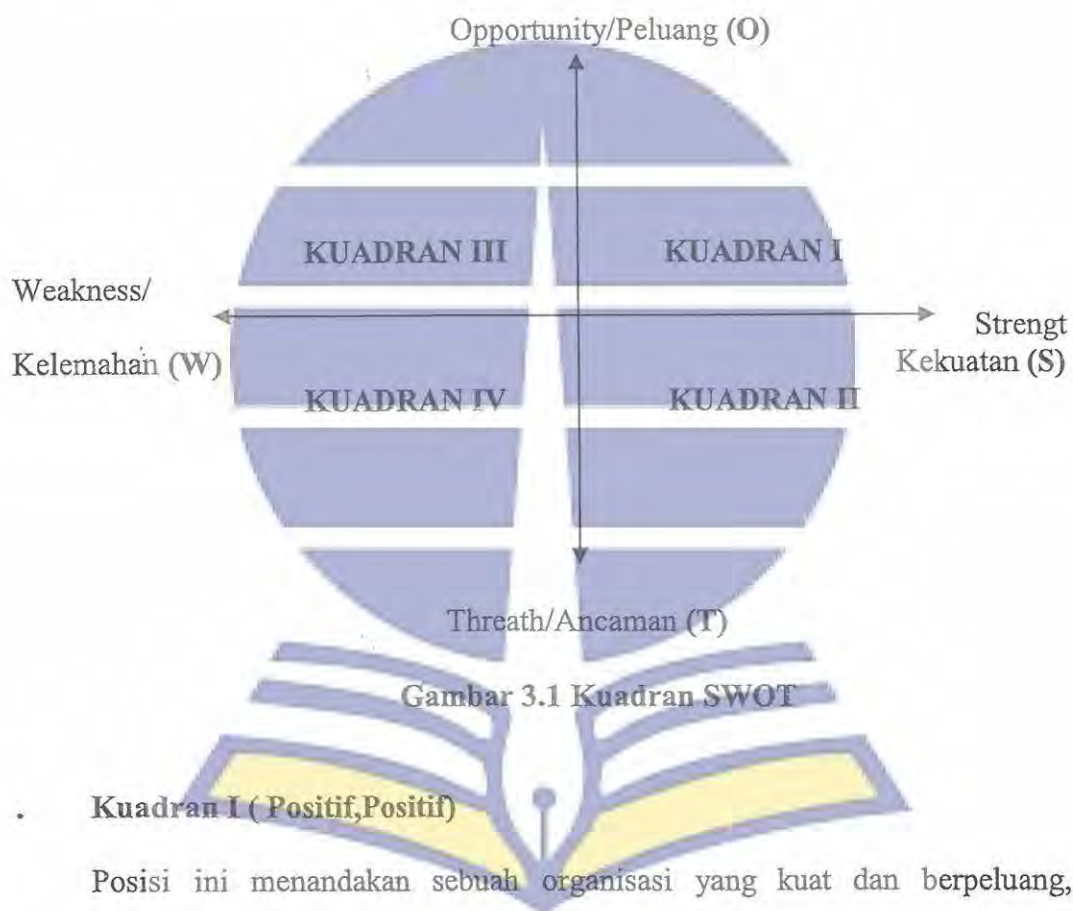 Opportunity/Peluang (O)
KUADRAN III KUADRAN I
Weakness/
Strengt
Kelemahan (W)
Kekuatan (S)
KUADRAN IV KUADRAN II
Threath/Ancaman (T)
Gambar 3.1 Kuadran SWOT
. Kuadran I ( Positif,Positif)
Posisi ini menandakan sebuah organisasi yang kuat dan berpeluang,